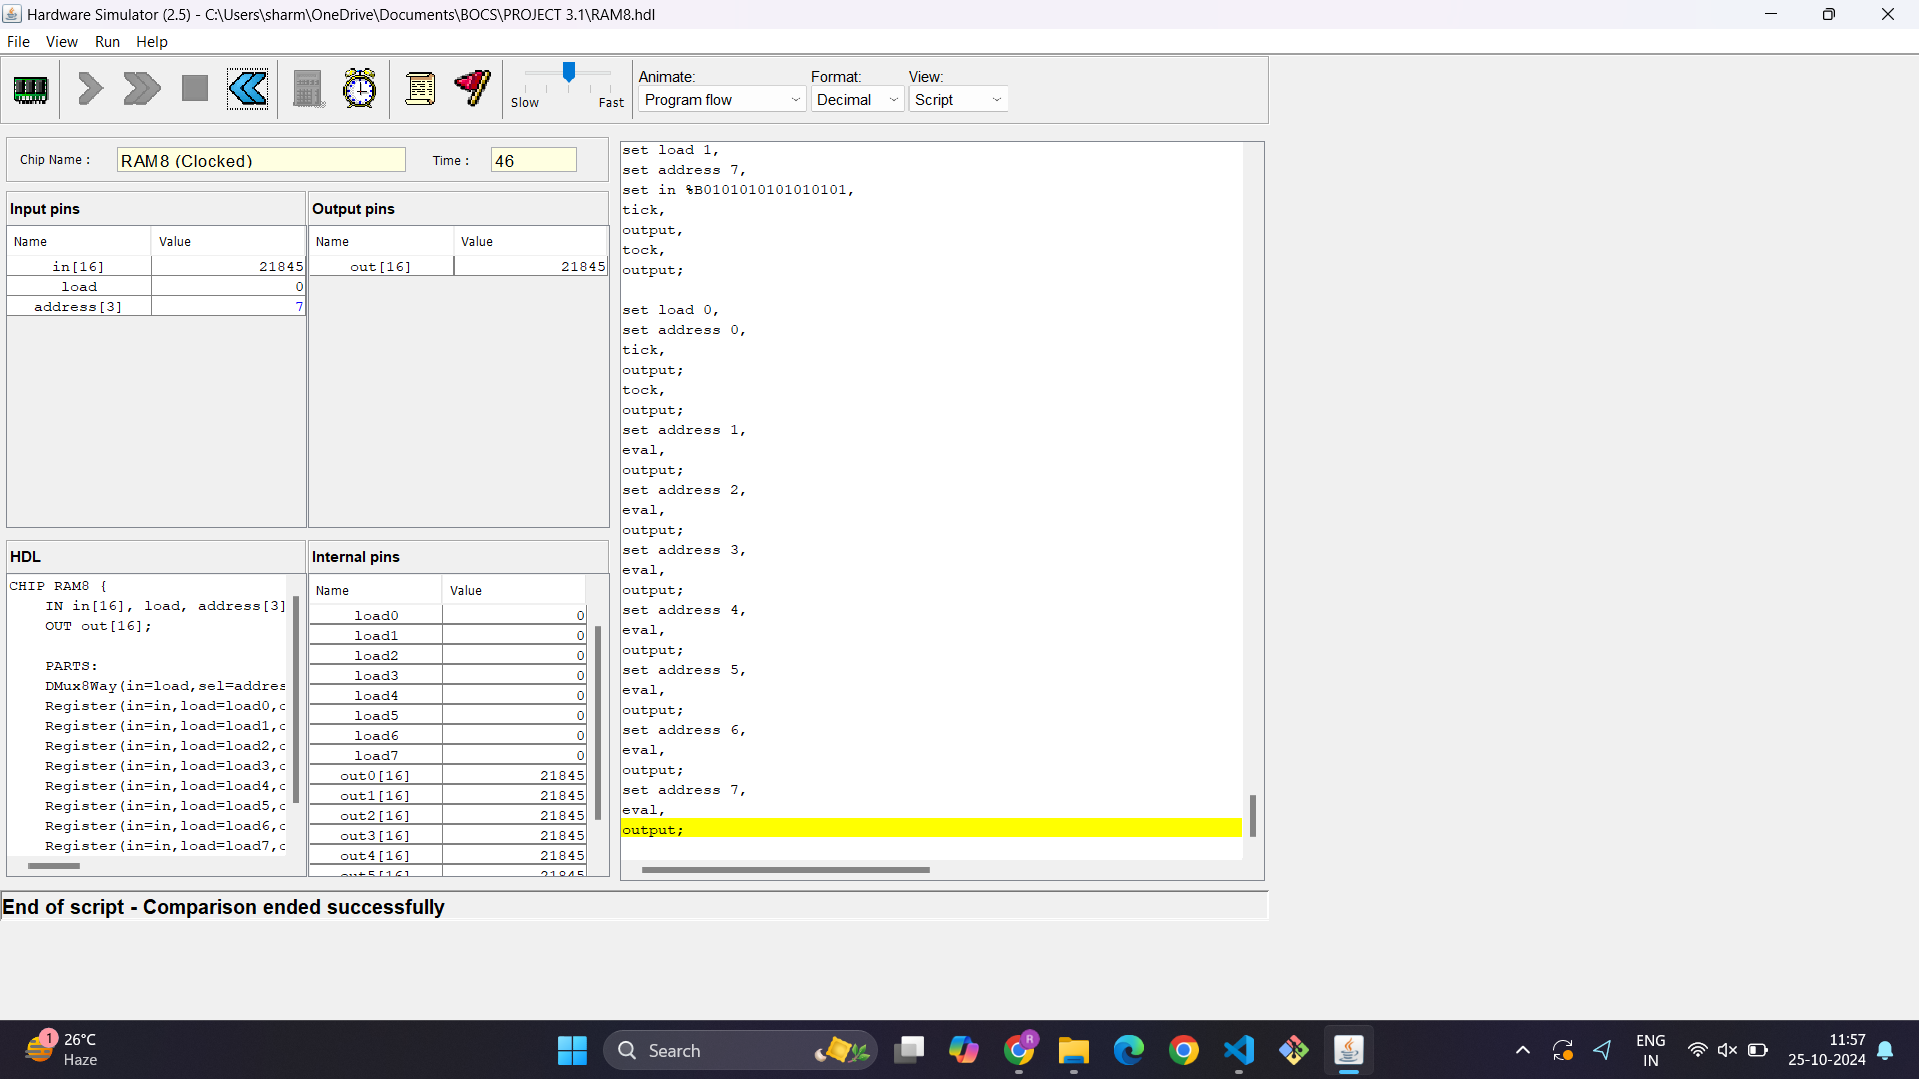 Hardware Simulator (2.5) - C:\Users\sharm\OneDrive\Documents\BOCS\PROJECT 3.1\RAM8.hdl
File View Run Help
Slow Fast
Animate: Format: View:
Program flow Decimal Script
Chip Name : RAM8 (Clocked) Time : 46
Input pins
Name Value
in[16] 21845
load 0
address[3] 7
Output pins
Name Value
out[16] 21845
HDL
CHIP RAM8 {
IN in[16], load, address[3]
OUT out[16];
PARTS:
DMux8Way(in=load,sel=addres
Register(in=in,load=load0,
Register(in=in,load=load1,
Register(in=in,load=load2,
Register(in=in,load=load3,
Register(in=in,load=load4,
Register(in=in,load=load5,
Register(in=in,load=load6,
Register(in=in,load=load7,
Internal pins
Name Value
load0 0
load1 0
load2 0
load3 0
load4 0
load5 0
load6 0
load7 0
out0[16] 21845
out1[16] 21845
out2[16] 21845
out3[16] 21845
out4[16] 21845
out5[16] 21845
set load 1,
set address 7,
set in %B0101010101010101,
tick,
output,
tock,
output;
set load 0,
set address 0,
tick,
output;
tock,
output;
set address 1,
eval,
output;
set address 2,
eval,
output;
set address 3,
eval,
output;
set address 4,
eval,
output;
set address 5,
eval,
output;
set address 6,
eval,
output;
set address 7,
eval,
output;
End of script - Comparison ended successfully
1
26°C
Haze
Search
R
ENG
IN
11:57
25-10-2024